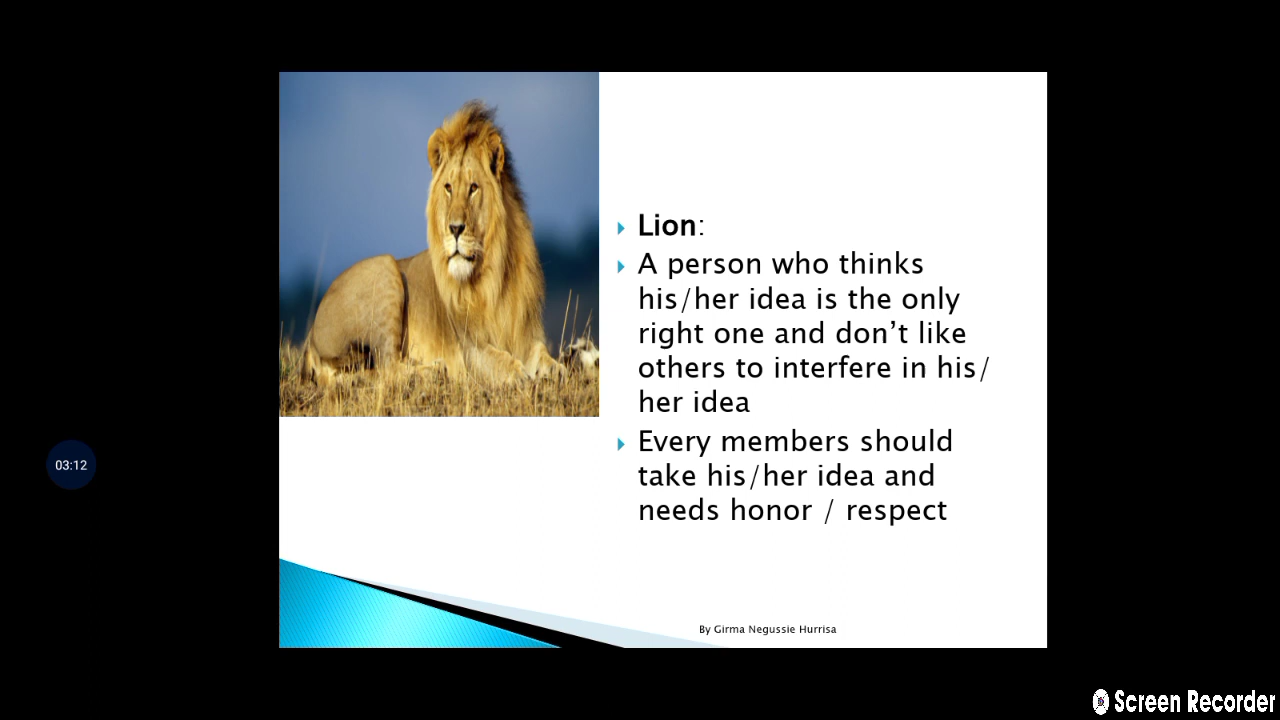 Lion:
A person who thinks
his/her idea is the only
right one and don’t like
others to interfere in his/
her idea
Every members should
take his/her idea and
needs honor / respect
03:12
By Girma Negussie Hurrisa
Screen Recorder